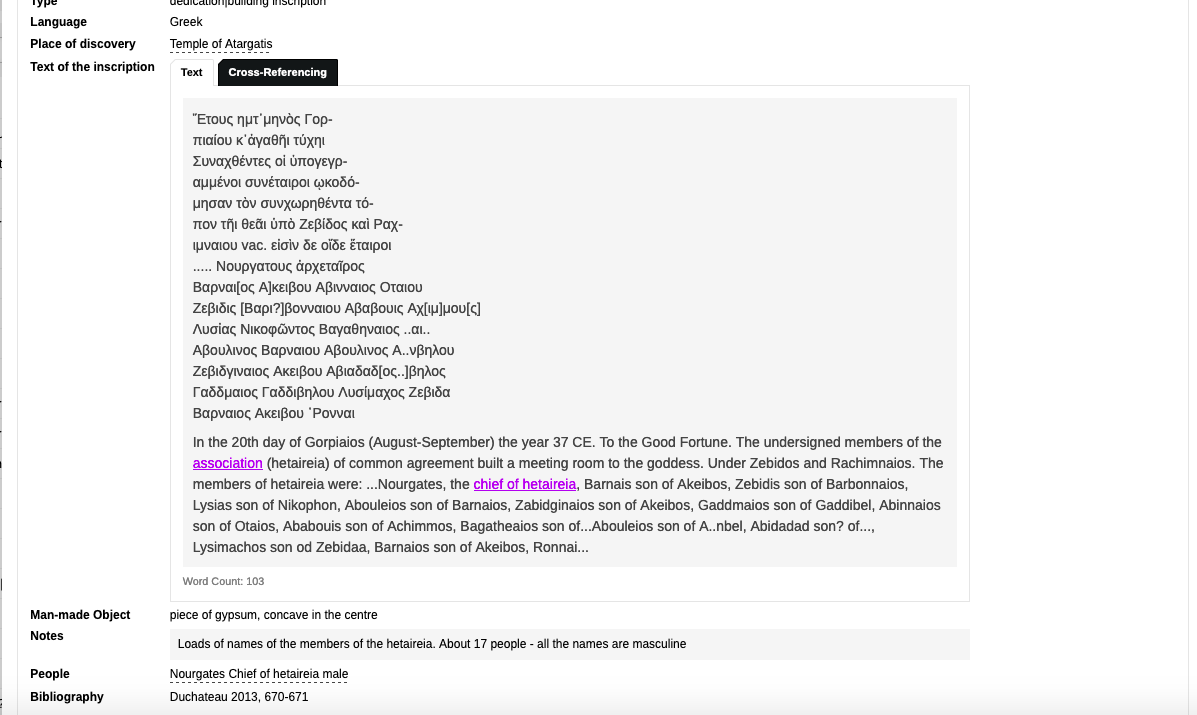 Type dedication|building inscription
Language Greek
Place of discovery Temple of Atargatis
Text of the inscription Text Cross-Referencing
Ἔτους ημτ᾽μηνὸς Γορ-
πιαίου κ᾽ἀγαθῆι τύχηι
Συναχθέντες οἱ ὑπογεγρ-
αμμένοι συνέταιροι ᾠκοδό-
μησαν τὸν συνχωρηθέντα τό-
πον τῆι θεᾶι ὑπὸ Ζεβίδος καὶ Ραχ-
ιμναιου vac. εἰσὶν δε οἵδε ἕταιροι
..... Νουργατους ἀρχεταῖρος
Βαρναι[ος Α]κειβου Αβινναιος Οταιου
Ζεβιδις [Βαρι?]βονναιου Αβαβουις Αχ[ιμ]μου[ς]
Λυσίας Νικοφῶντος Βαγαθηναιος ..αι..
Αβουλινος Βαρναιου Αβουλινος Α..νβηλου
Ζεβιδγιναιος Ακειβου Αβιαδαδ[ος..]βηλος
Γαδδμαιος Γαδδιβηλου Λυσίμαχος Ζεβιδα
Βαρναιος Ακειβου ῾Ρονναι
In the 20th day of Gorpiaios (August-September) the year 37 CE. To the Good Fortune. The undersigned members of the
association (hetaireia) of common agreement built a meeting room to the goddess. Under Zebidos and Rachimnaios. The
members of hetaireia were: ...Nourgates, the chief of hetaireia, Barnais son of Akeibos, Zebidis son of Barbonnaios,
Lysias son of Nikophon, Abouleios son of Barnaios, Zabidginaios son of Akeibos, Gaddmaios son of Gaddibel, Abinnaios
son of Otaios, Ababouis son of Achimmos, Bagatheaios son of...Abouleios son of A..nbel, Abidadad son? of...,
Lysimachos son od Zebidaa, Barnaios son of Akeibos, Ronnai...
Word Count: 103
Man-made Object piece of gypsum, concave in the centre
Notes Loads of names of the members of the hetaireia. About 17 people - all the names are masculine
People Nourgates Chief of hetaireia male
Bibliography Duchateau 2013, 670-671